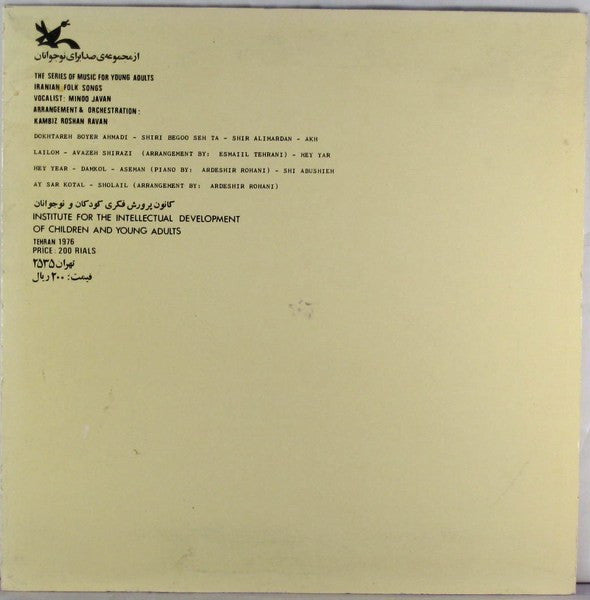 از مجموعه‌ی صدا برای نوجوانان
THE SERIES OF MUSIC FOR YOUNG ADULTS
IRANIAN FOLK SONGS
VOCALIST: MINOO JAVAN
ARRANGEMENT & ORCHESTRATION:
KAMBIZ ROSHAN RAVAN
DOKHTAREH BOYER AHMADI - SHIRI BEGOO SEH TA - SHIR ALIMARDAN - AKH
LAILOM - AVAZEH SHIRAZI (ARRANGEMENT BY: ESMAIIL TEHRANI) - HEY YAR
HEY YEAR - DAMKOL - ASEMAN (PIANO BY: ARDESHIR ROHANI) - SHI ABUSHIEH
AY SAR KOTAL - SHOLAIL (ARRANGEMENT BY: ARDESHIR ROHANI)
کانون پرورش فکری کودکان و نوجوانان
INSTITUTE FOR THE INTELLECTUAL DEVELOPMENT
OF CHILDREN AND YOUNG ADULTS
TEHRAN 1976
PRICE: 200 RIALS
تهران ۲۵۳۵
قیمت: ۲۰۰ ریال